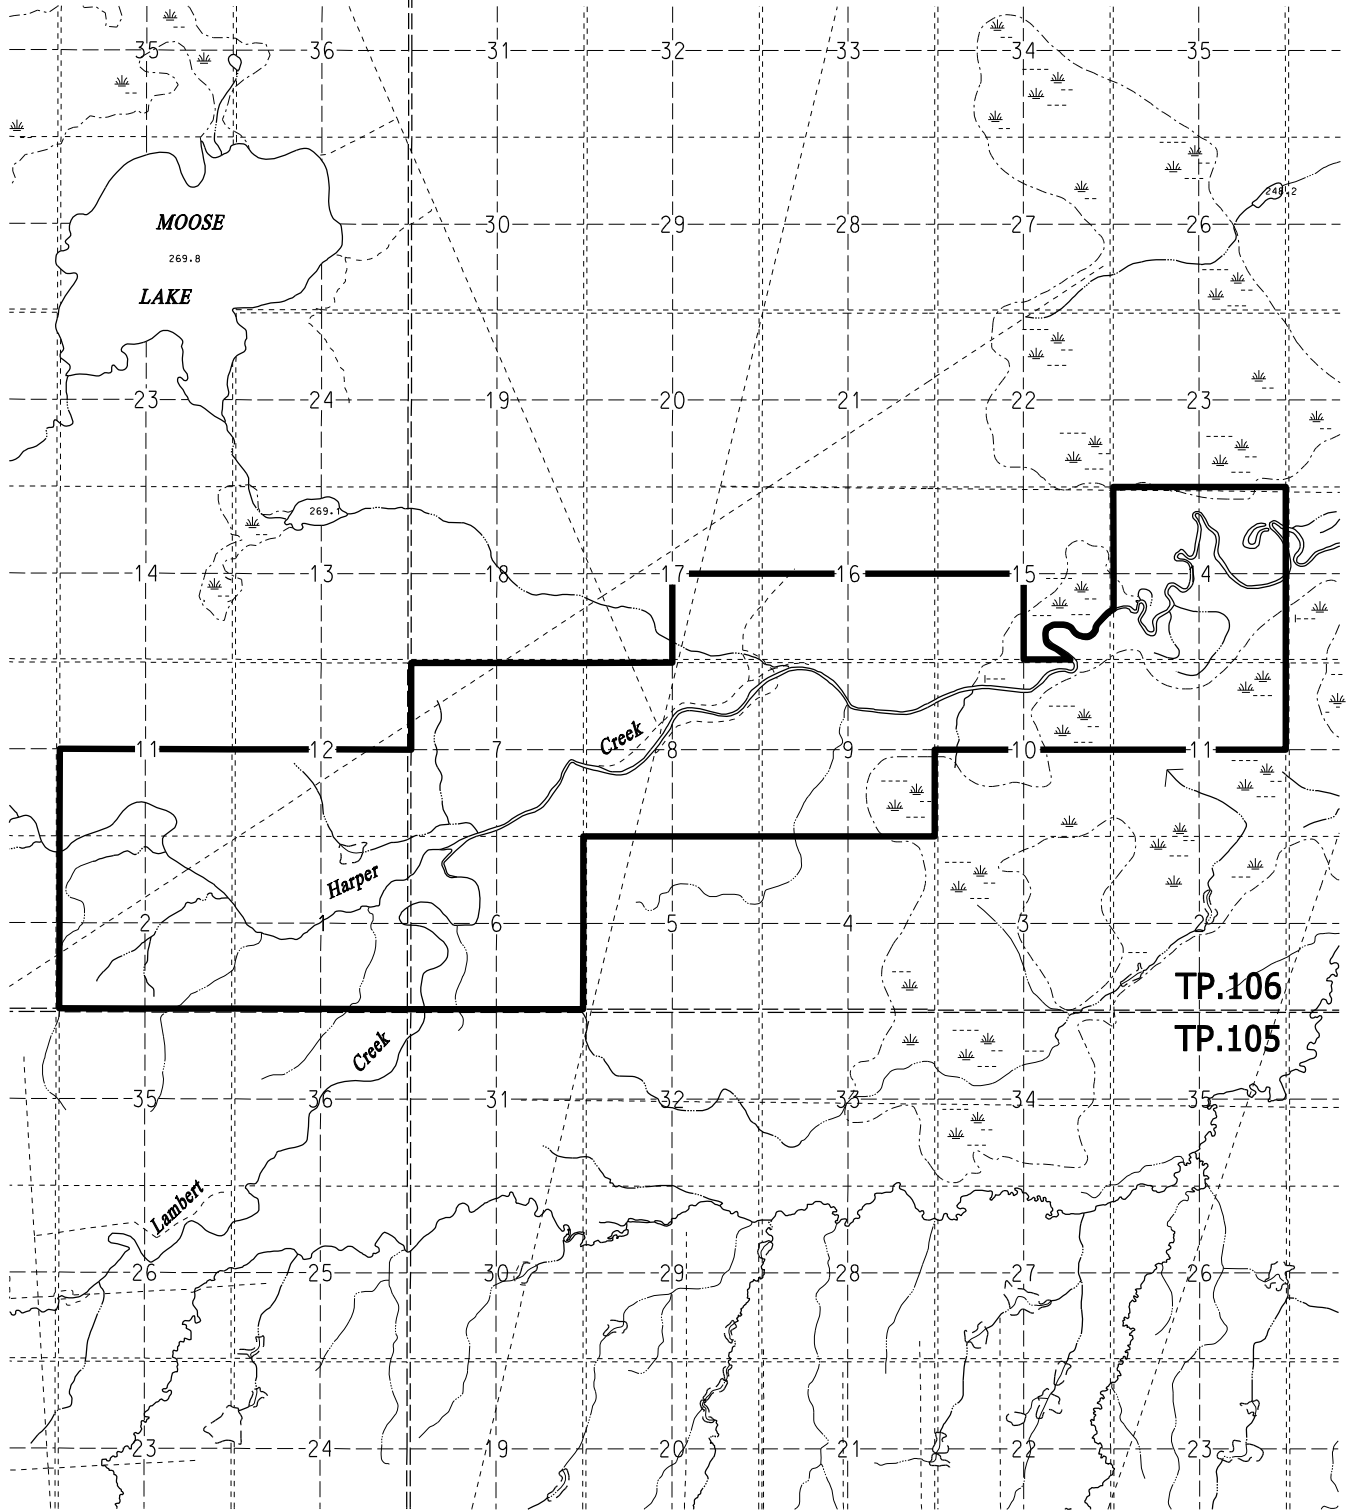 35 36 31 32 33 34 35
248.2
MOOSE
30 29 28 27 26
269.8
LAKE
23 24 19 20 21 22 23
269.1
14 13 18 17 16 15 4
Creek
11 12 7 8 9 10 11
Harper
2 1 6 5 4 3 2
TP.106
TP.105
Creek
35 36 31 32 33 34 35
Lambert
26 25 30 29 28 27 26
23 24 19 20 21 22 23